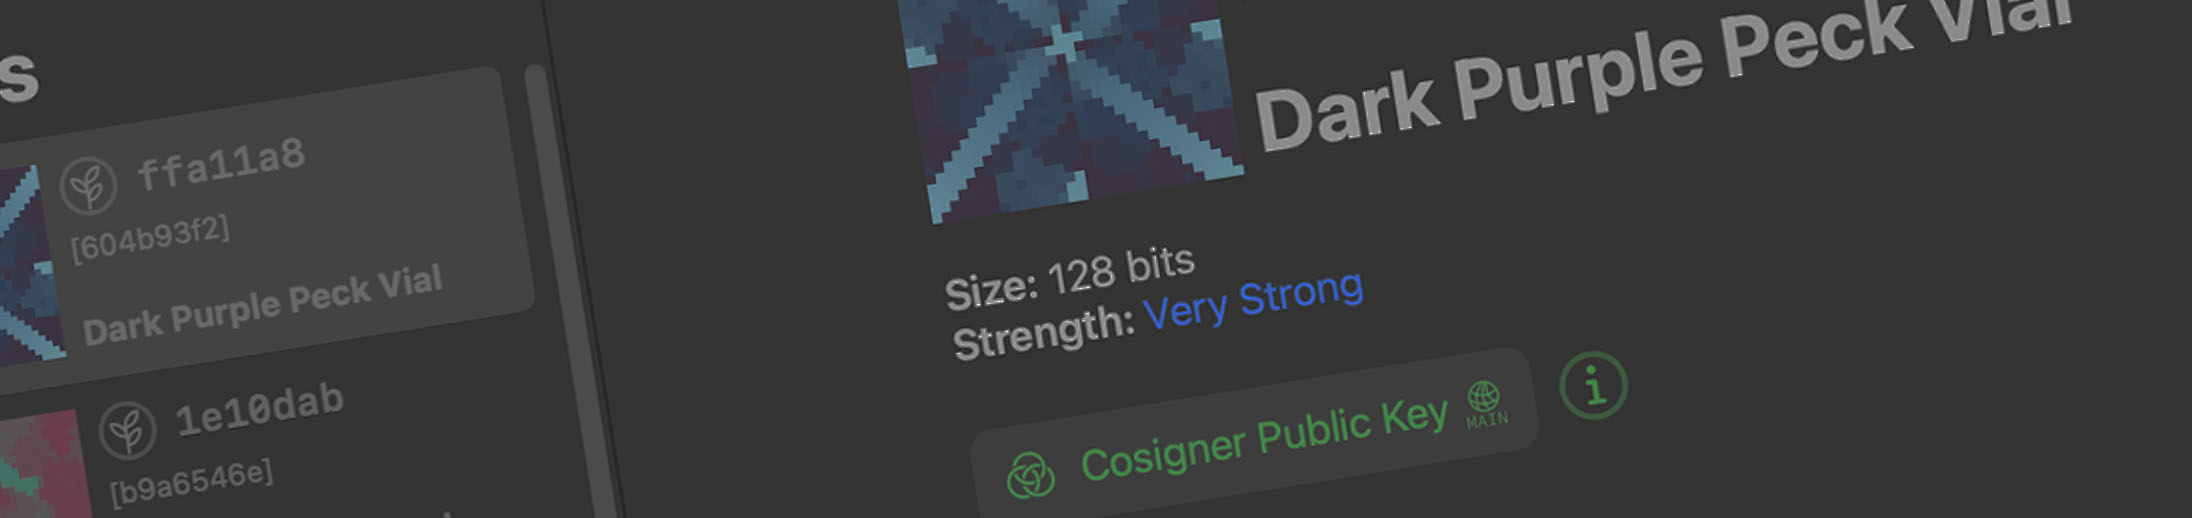 s
ffa11a8
[604b93f2]
Dark Purple Peck Vial
1e10dab
[b9a6546e]
Dark Purple Peck Vial
Size: 128 bits
Strength: Very Strong
Cosigner Public Key MAIN